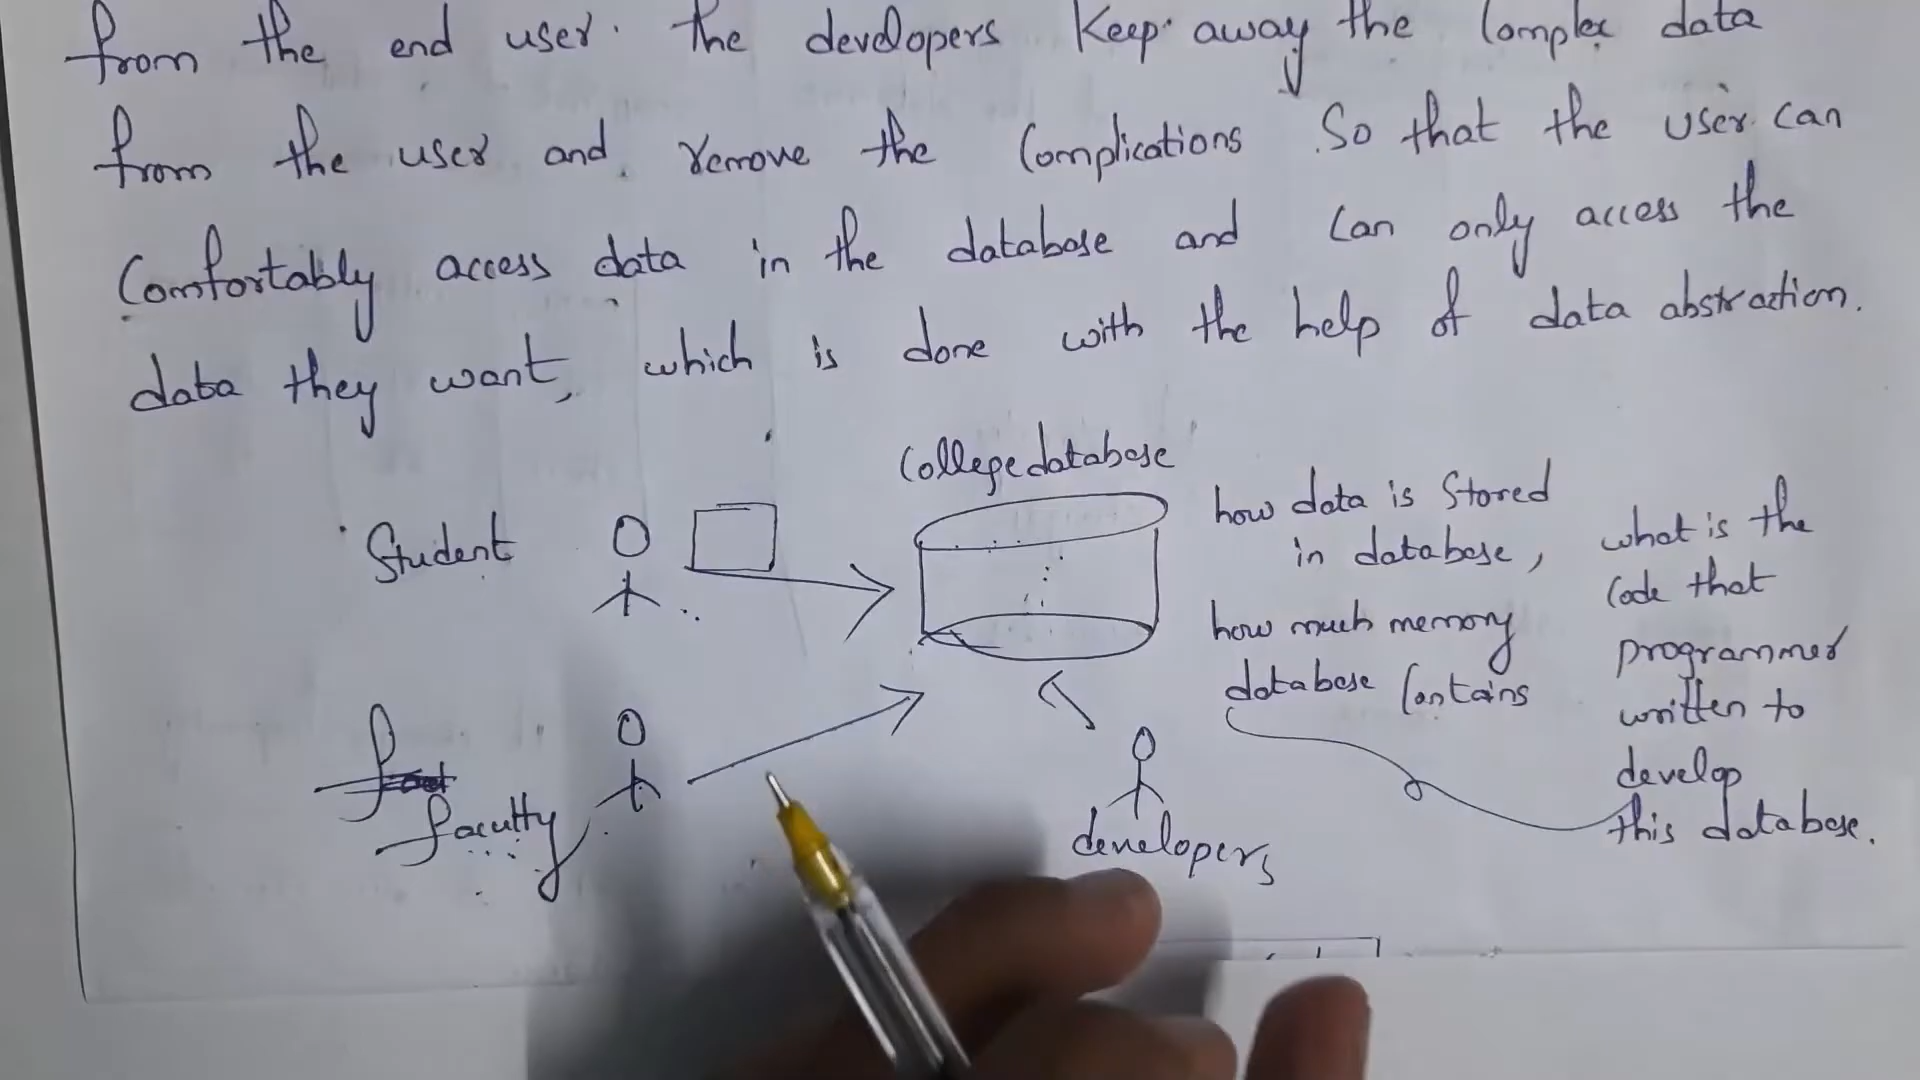 from the end user. The developers keep away the complex data
from the user and remove the complications so that the user can
comfortably access data in the database and can only access the
data they want, which is done with the help of data abstraction.
College database
Student
how data is stored
in database,
how much memory
database contains
what is the
code that
programmer
written to
develop
this database.
faculty
developers